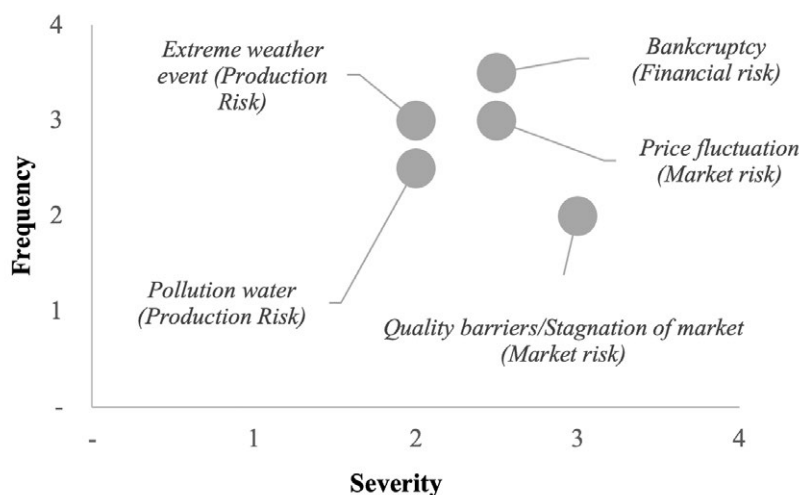 4
Extreme weather
event (Production
Risk)
Bankcruptcy
(Financial risk)
3
Price fluctuation
(Market risk)
Frequency
2
Pollution water
(Production Risk)
1
Quality barriers/Stagnation of market
(Market risk)
-
- 1 2 3 4
Severity